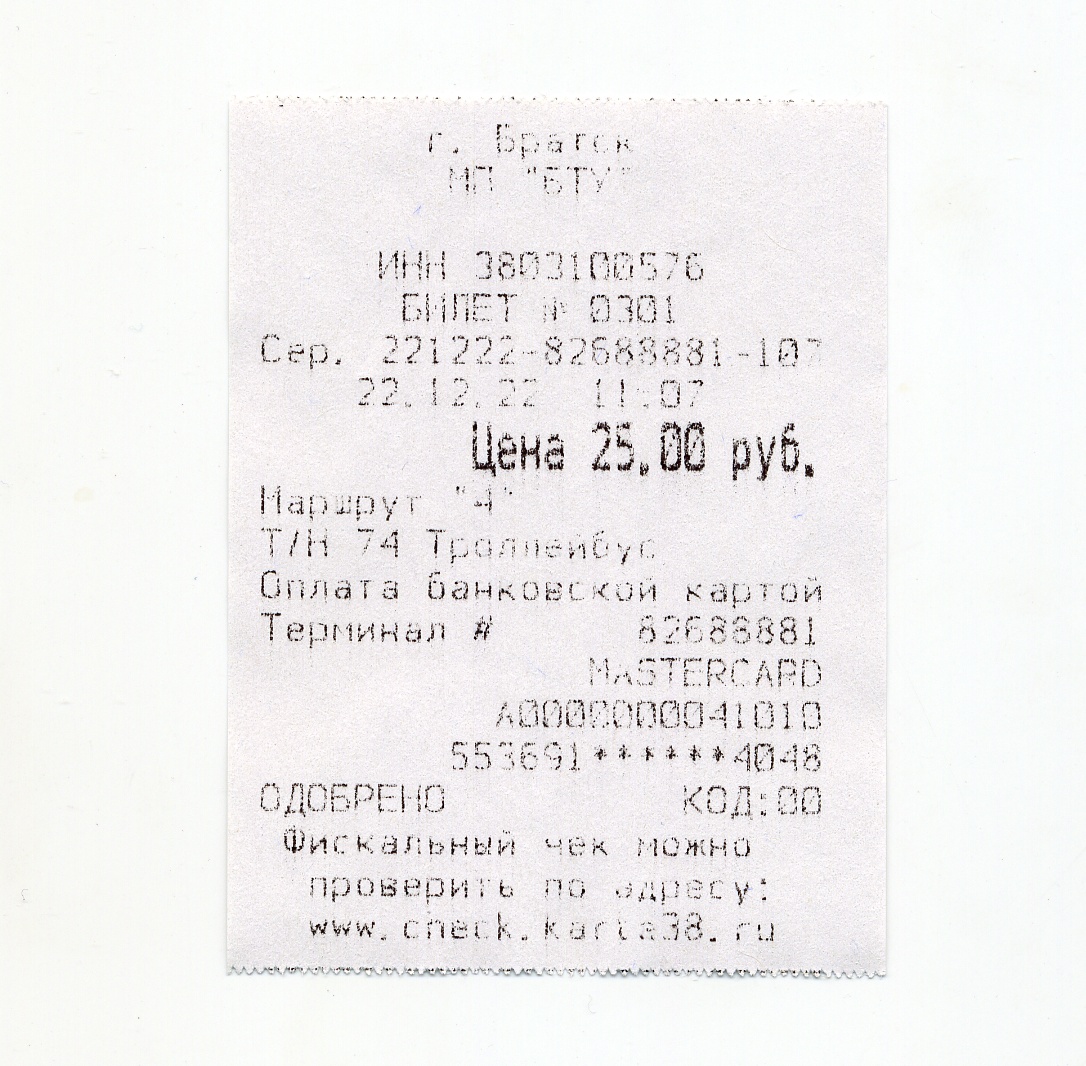 г. Братск
МП "БТУ"
ИНН 3803100576
БИЛЕТ № 0301
Сер. 221222-82688881-107
22.12.22 11:07
Цена 25.00 руб.
Маршрут "4"
Т/Н 74 Троллейбус
Оплата банковской картой
Терминал # 82688881
MASTERCARD
A0000000041010
553691******4048
ОДОБРЕНО КОД:00
Фискальный чек можно
проверить по адресу:
www.check.karta38.ru